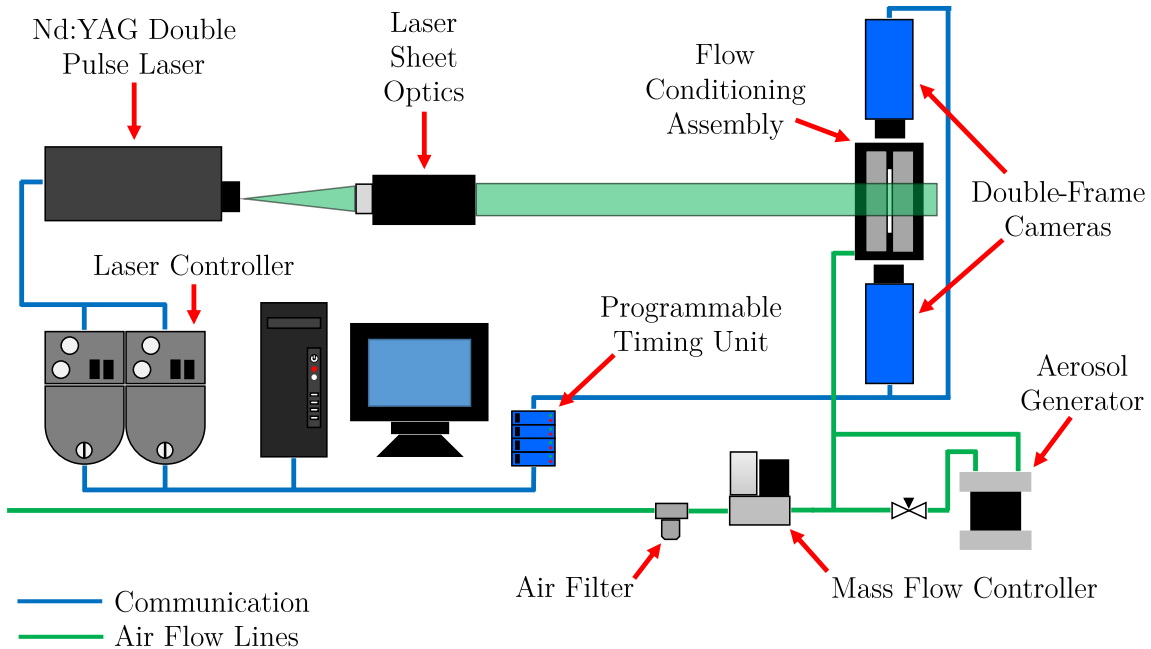 Nd:YAG Double
Pulse Laser
Laser
Sheet
Optics
Flow
Conditioning
Assembly
Double-Frame
Cameras
Laser Controller
Programmable
Timing Unit
Aerosol
Generator
Air Filter
Mass Flow Controller
Communication
Air Flow Lines